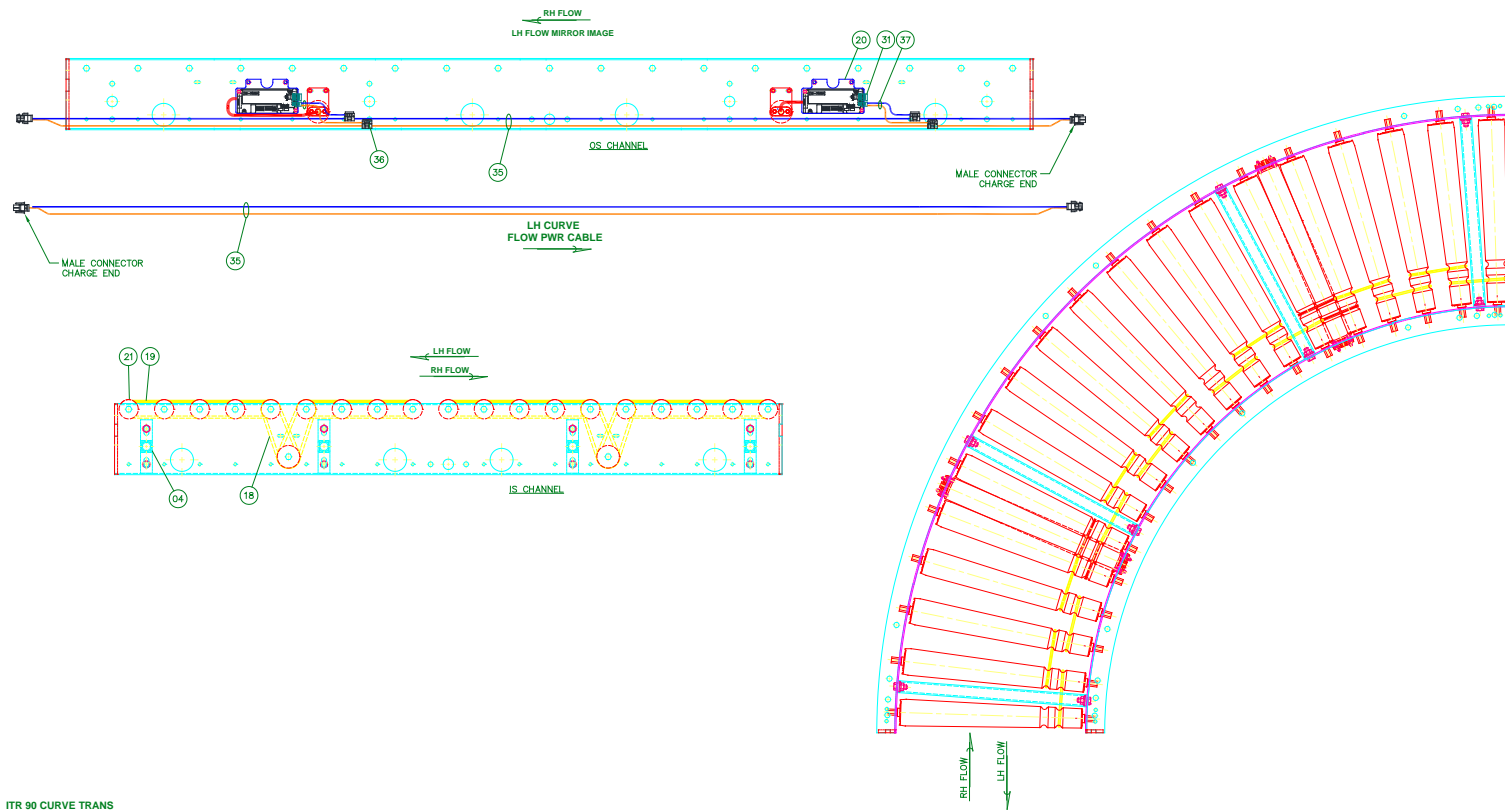 RH FLOW
LH FLOW MIRROR IMAGE
20
31
37
36
35
OS CHANNEL
MALE CONNECTOR
CHARGE END
35
LH CURVE
FLOW PWR CABLE
MALE CONNECTOR
CHARGE END
LH FLOW
RH FLOW
21
19
04
18
IS CHANNEL
RH FLOW
LH FLOW
ITR 90 CURVE TRANS